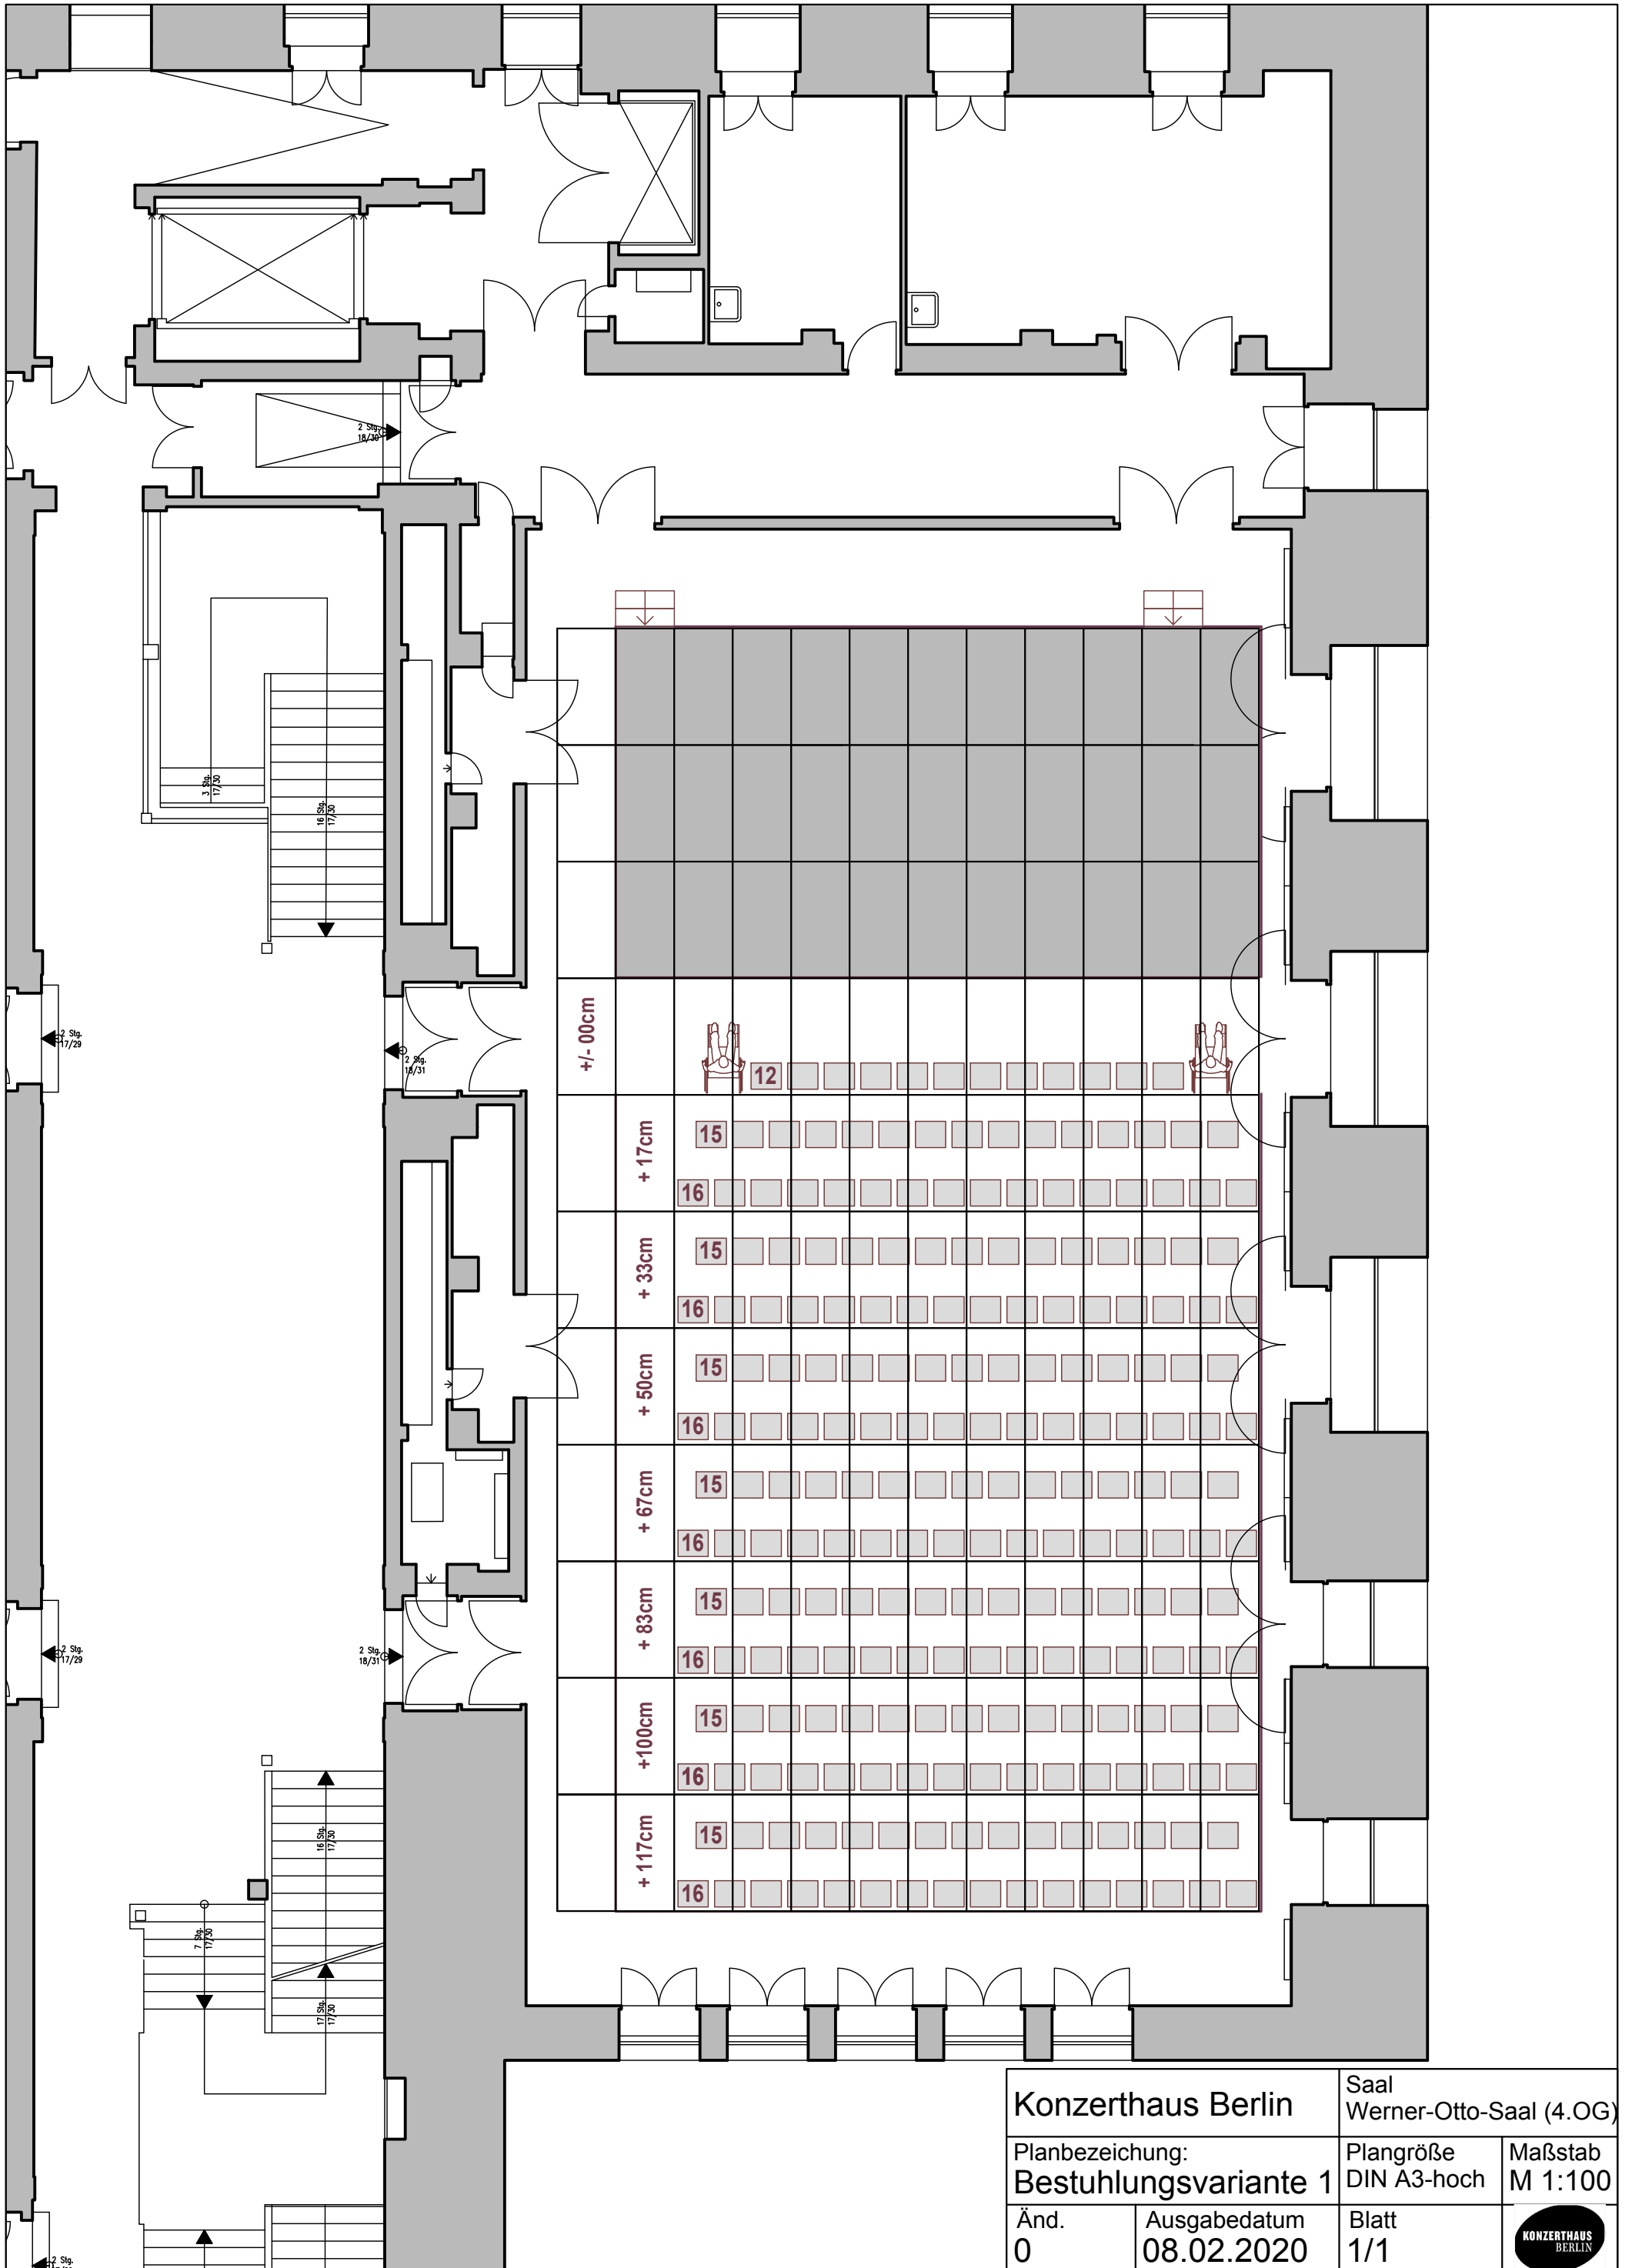 2 Stg.
18/30
3 Stg.
17/30
16 Stg.
17/30
+/- 00cm
2 Stg.
17/29
2 Stg.
18/31
12
+ 17cm
15
16
+ 33cm
15
16
+ 50cm
15
16
+ 67cm
15
16
+ 83cm
15
16
2 Stg.
17/29
2 Stg.
18/31
+100cm
15
16
+ 117cm
15
16
16 Stg.
17/30
7 Stg.
17/30
17 Stg.
17/30
Konzerthaus Berlin
Saal
Werner-Otto-Saal (4.OG)
Planbezeichung:
Bestuhlungsvariante 1
Plangröße
DIN A3-hoch
Maßstab
M 1:100
Änd.
0
Ausgabedatum
08.02.2020
Blatt
1/1
KONZERTHAUS
BERLIN
2 Stg.